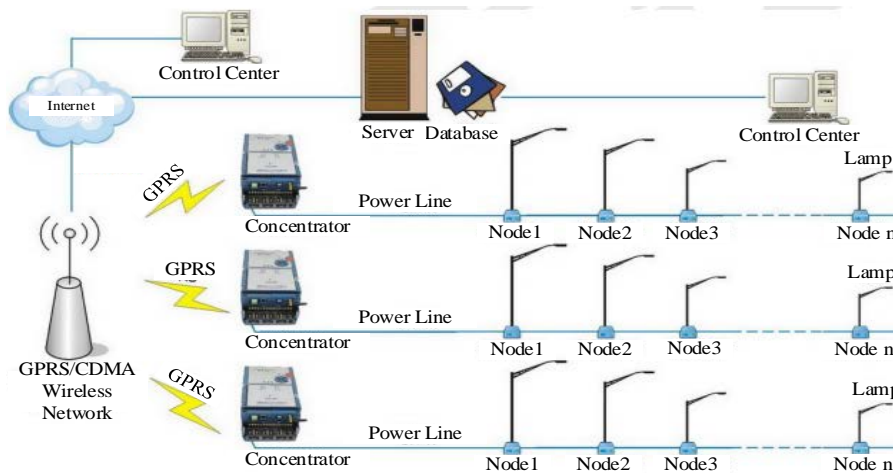 Control Center
Internet
Server
Database
Control Center
GPRS
Concentrator
Power Line
Node1
Node2
Node3
Lamp
Node n
GPRS
Concentrator
Power Line
Node1
Node2
Node3
Lamp
Node n
GPRS/CDMA
Wireless
Network
GPRS
Concentrator
Power Line
Node1
Node2
Node3
Lamp
Node n